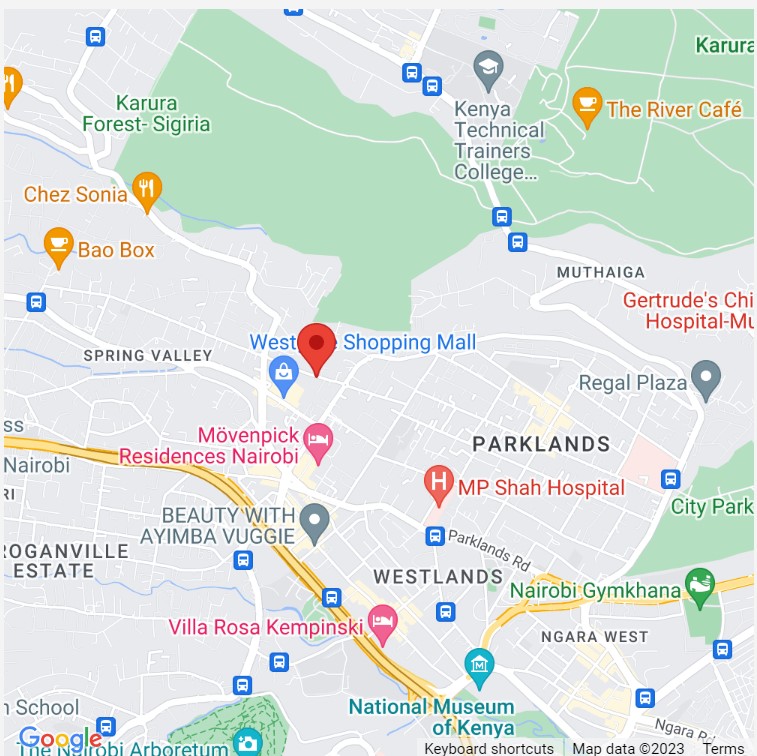 Karura
Karura
Forest- Sigiria
Kenya
Technical
Trainers
College...
The River Café
Chez Sonia
Bao Box
MUTHAIGA
Gertrude's Chi
Hospital-Mu
West e Shopping Mall
SPRING VALLEY
Regal Plaza
ss
Nairobi
Mövenpick
Residences Nairobi
PARKLANDS
RI
MP Shah Hospital
City Park
BEAUTY WITH
AYIMBA VUGGIE
Parklands Rd
ROGANVILLE
ESTATE
WESTLANDS
Nairobi Gymkhana
Villa Rosa Kempinski
NGARA WEST
National Museum
of Kenya
n School
Ngara Rd
Google
The Nairobi Arboretum
Keyboard shortcuts
Map data ©2023
Terms